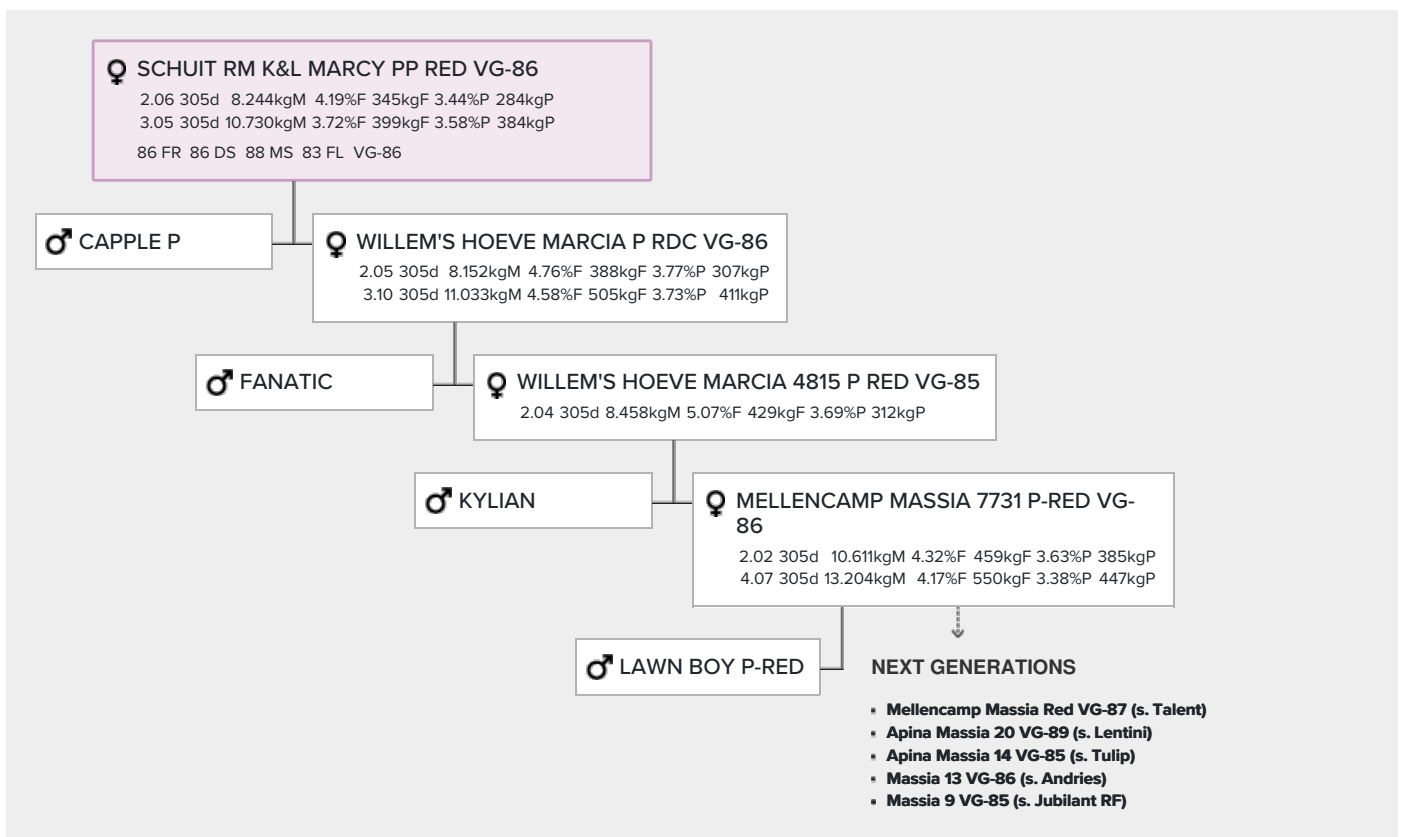 SCHUIT RM K&L MARCY PP RED VG-86
2.06 305d 8.244kgM 4.19%F 345kgF 3.44%P 284kgP
3.05 305d 10.730kgM 3.72%F 399kgF 3.58%P 384kgP
86 FR 86 DS 88 MS 83 FL VG-86
CAPPLE P
WILLEM'S HOEVE MARCIA P RDC VG-86
2.05 305d 8.152kgM 4.76%F 388kgF 3.77%P 307kgP
3.10 305d 11.033kgM 4.58%F 505kgF 3.73%P 411kgP
FANATIC
WILLEM'S HOEVE MARCIA 4815 P RED VG-85
2.04 305d 8.458kgM 5.07%F 429kgF 3.69%P 312kgP
KYLIAN
MELLENCAMP MASSIA 7731 P-RED VG-
86
2.02 305d 10.611kgM 4.32%F 459kgF 3.63%P 385kgP
4.07 305d 13.204kgM 4.17%F 550kgF 3.38%P 447kgP
LAWN BOY P-RED
NEXT GENERATIONS
Mellencamp Massia Red VG-87 (s. Talent)
Apina Massia 20 VG-89 (s. Lentini)
Apina Massia 14 VG-85 (s. Tulip)
Massia 13 VG-86 (s. Andries)
Massia 9 VG-85 (s. Jubilant RF)